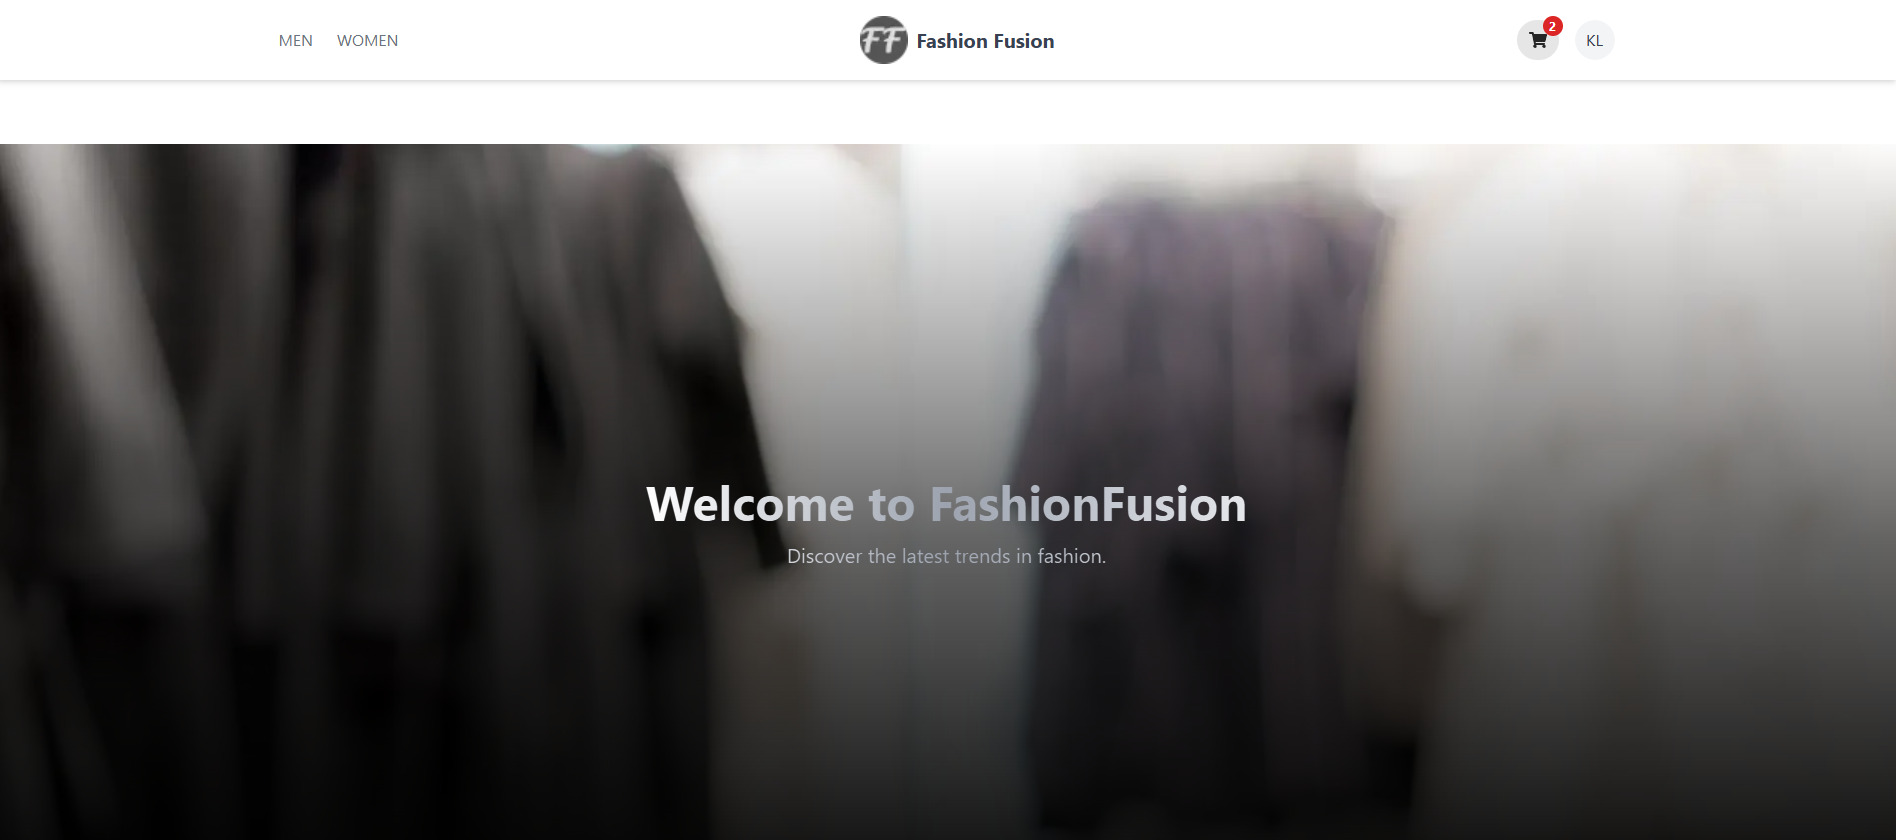 MEN WOMEN
FF Fashion Fusion
2
KL
Welcome to FashionFusion
Discover the latest trends in fashion.